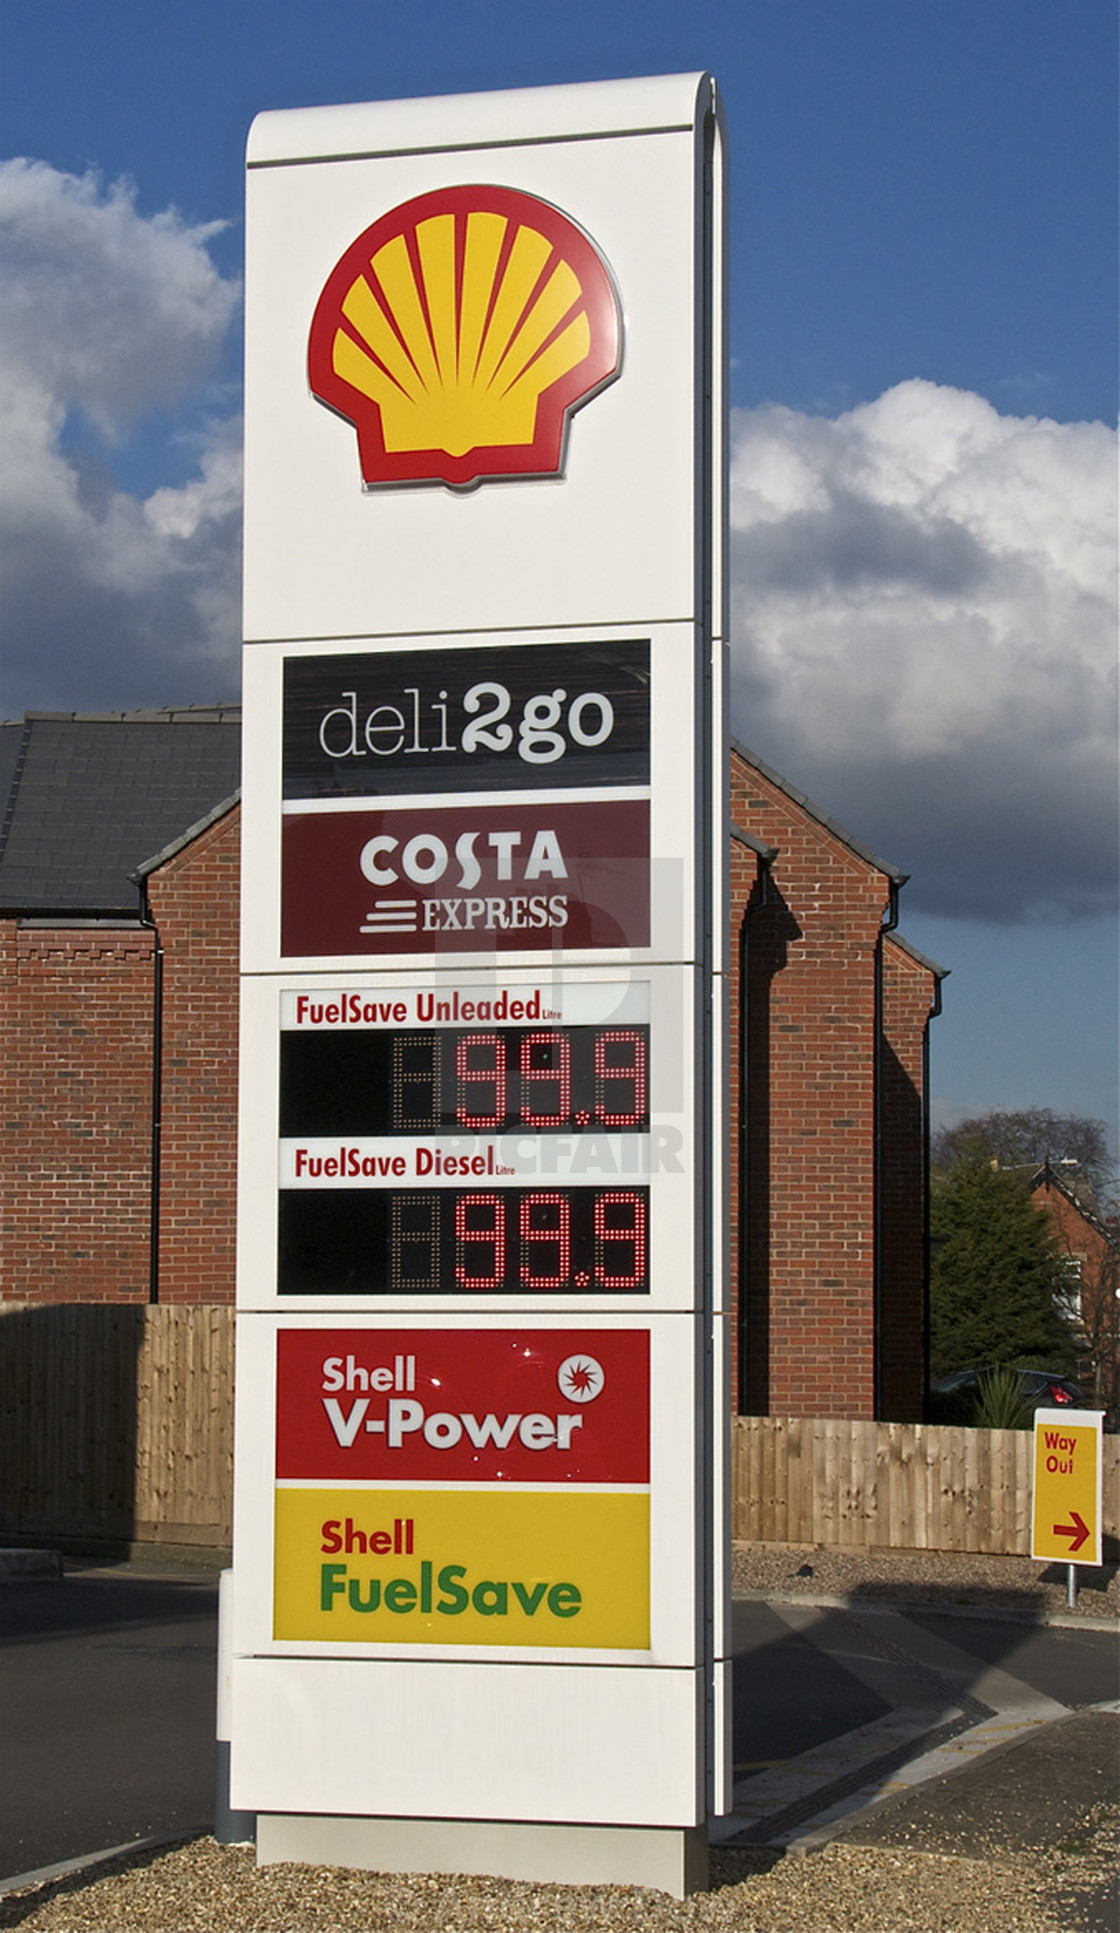 deli2go
COSTA
EXPRESS
FuelSave Unleaded Litre
99.9
FuelSave Diesel Litre
99.9
Shell
V-Power
Shell
FuelSave
Way
Out
PICFAIR